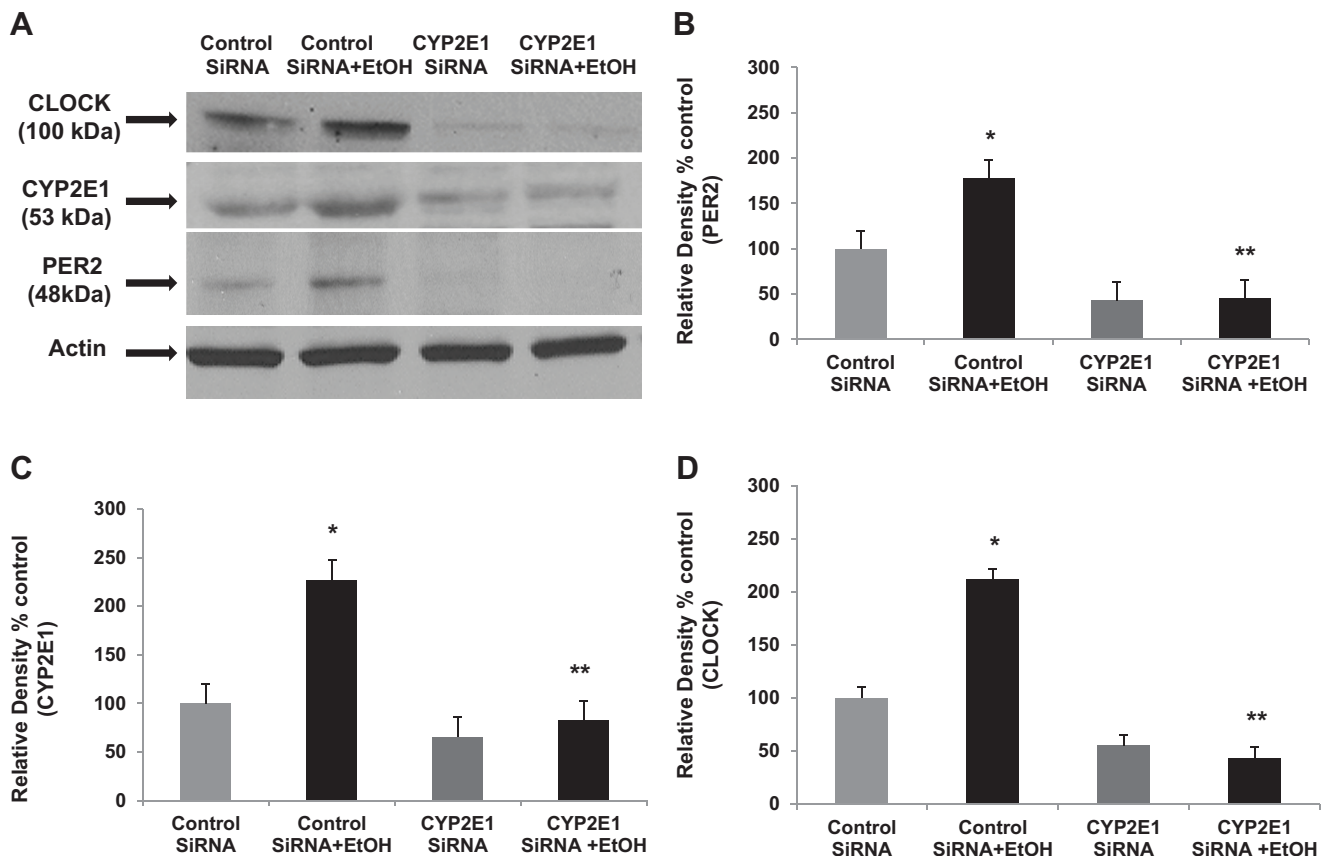 A
Control
SiRNA
Control
SiRNA+EtOH
CYP2E1
SiRNA
CYP2E1
SiRNA+EtOH
CLOCK
(100 kDa)
CYP2E1
(53 kDa)
PER2
(48kDa)
Actin
B
Relative Density % control
(PER2)
300
250
200
150
100
50
0
*
**
Control
SiRNA
Control
SiRNA+EtOH
CYP2E1
SiRNA
CYP2E1
SiRNA +EtOH
C
Relative Density % control
(CYP2E1)
300
250
200
150
100
50
0
*
**
Control
SiRNA
Control
SiRNA+EtOH
CYP2E1
SiRNA
CYP2E1
SiRNA +EtOH
D
Relative Density % control
(CLOCK)
300
250
200
150
100
50
0
*
**
Control
SiRNA
Control
SiRNA+EtOH
CYP2E1
SiRNA
CYP2E1
SiRNA +EtOH